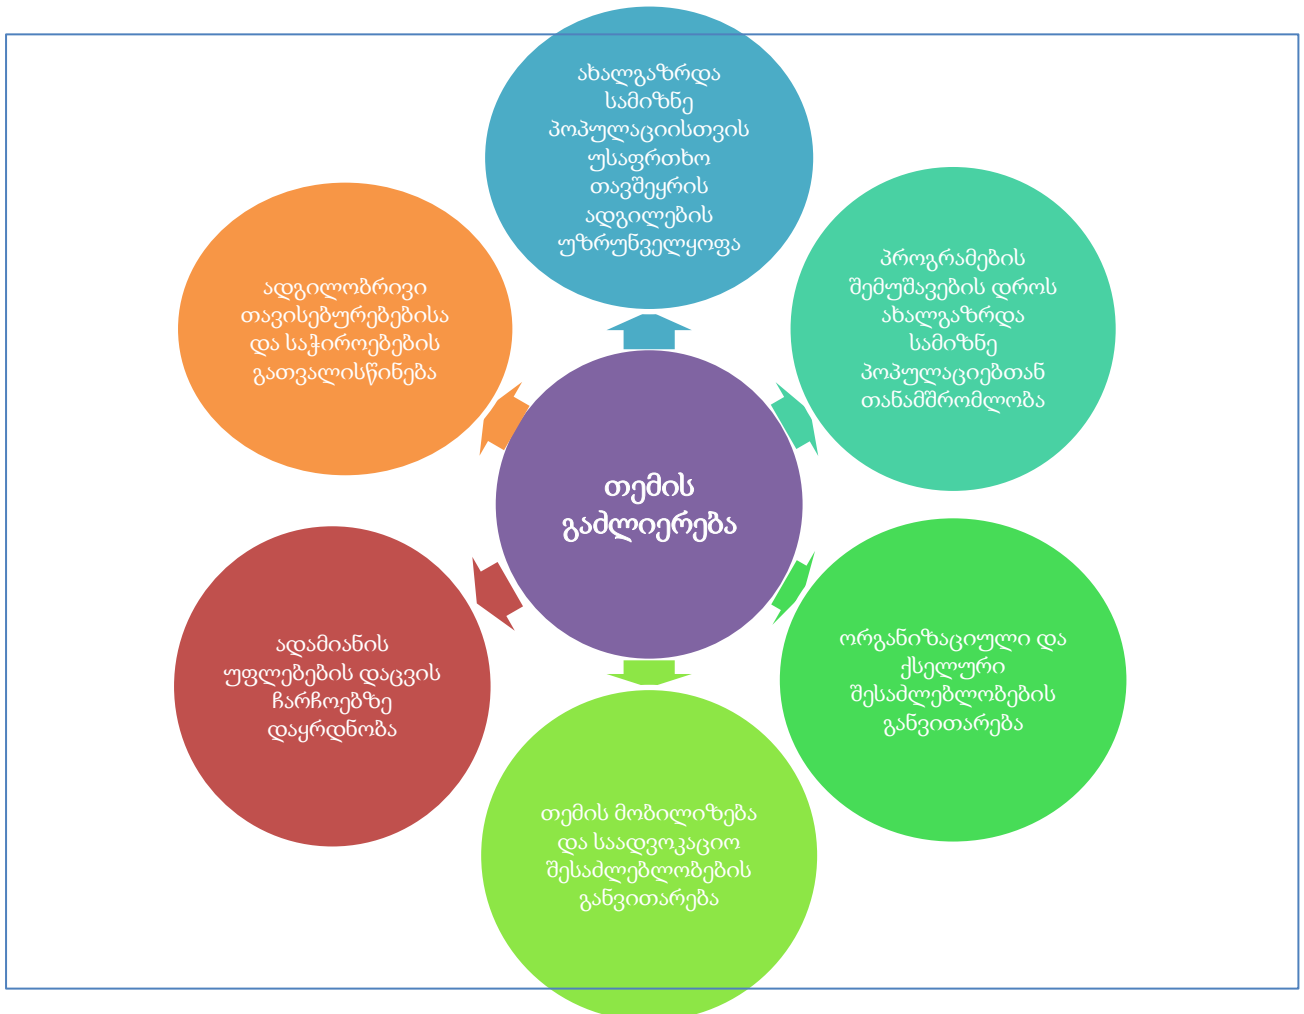 ახალგაზრდა
სამიზნე
პოპულაციისთვის
უსაფრთხო
თავშეყრის
ადგილების
უზრუნველყოფა
პროგრამების
შემუშავების დროს
ახალგაზრდა
სამიზნე
პოპულაციებთან
თანამშრომლობა
ორგანიზაციული და
ქსელური
შესაძლებლობების
განვითარება
თემის მობილიზება
და საადვოკაციო
შესაძლებლობების
განვითარება
ადამიანის
უფლებების დაცვის
ჩარჩოებზე
დაყრდნობა
ადგილობრივი
თავისებურებებისა
და საჭიროებების
გათვალისწინება
თემის
გაძლიერება